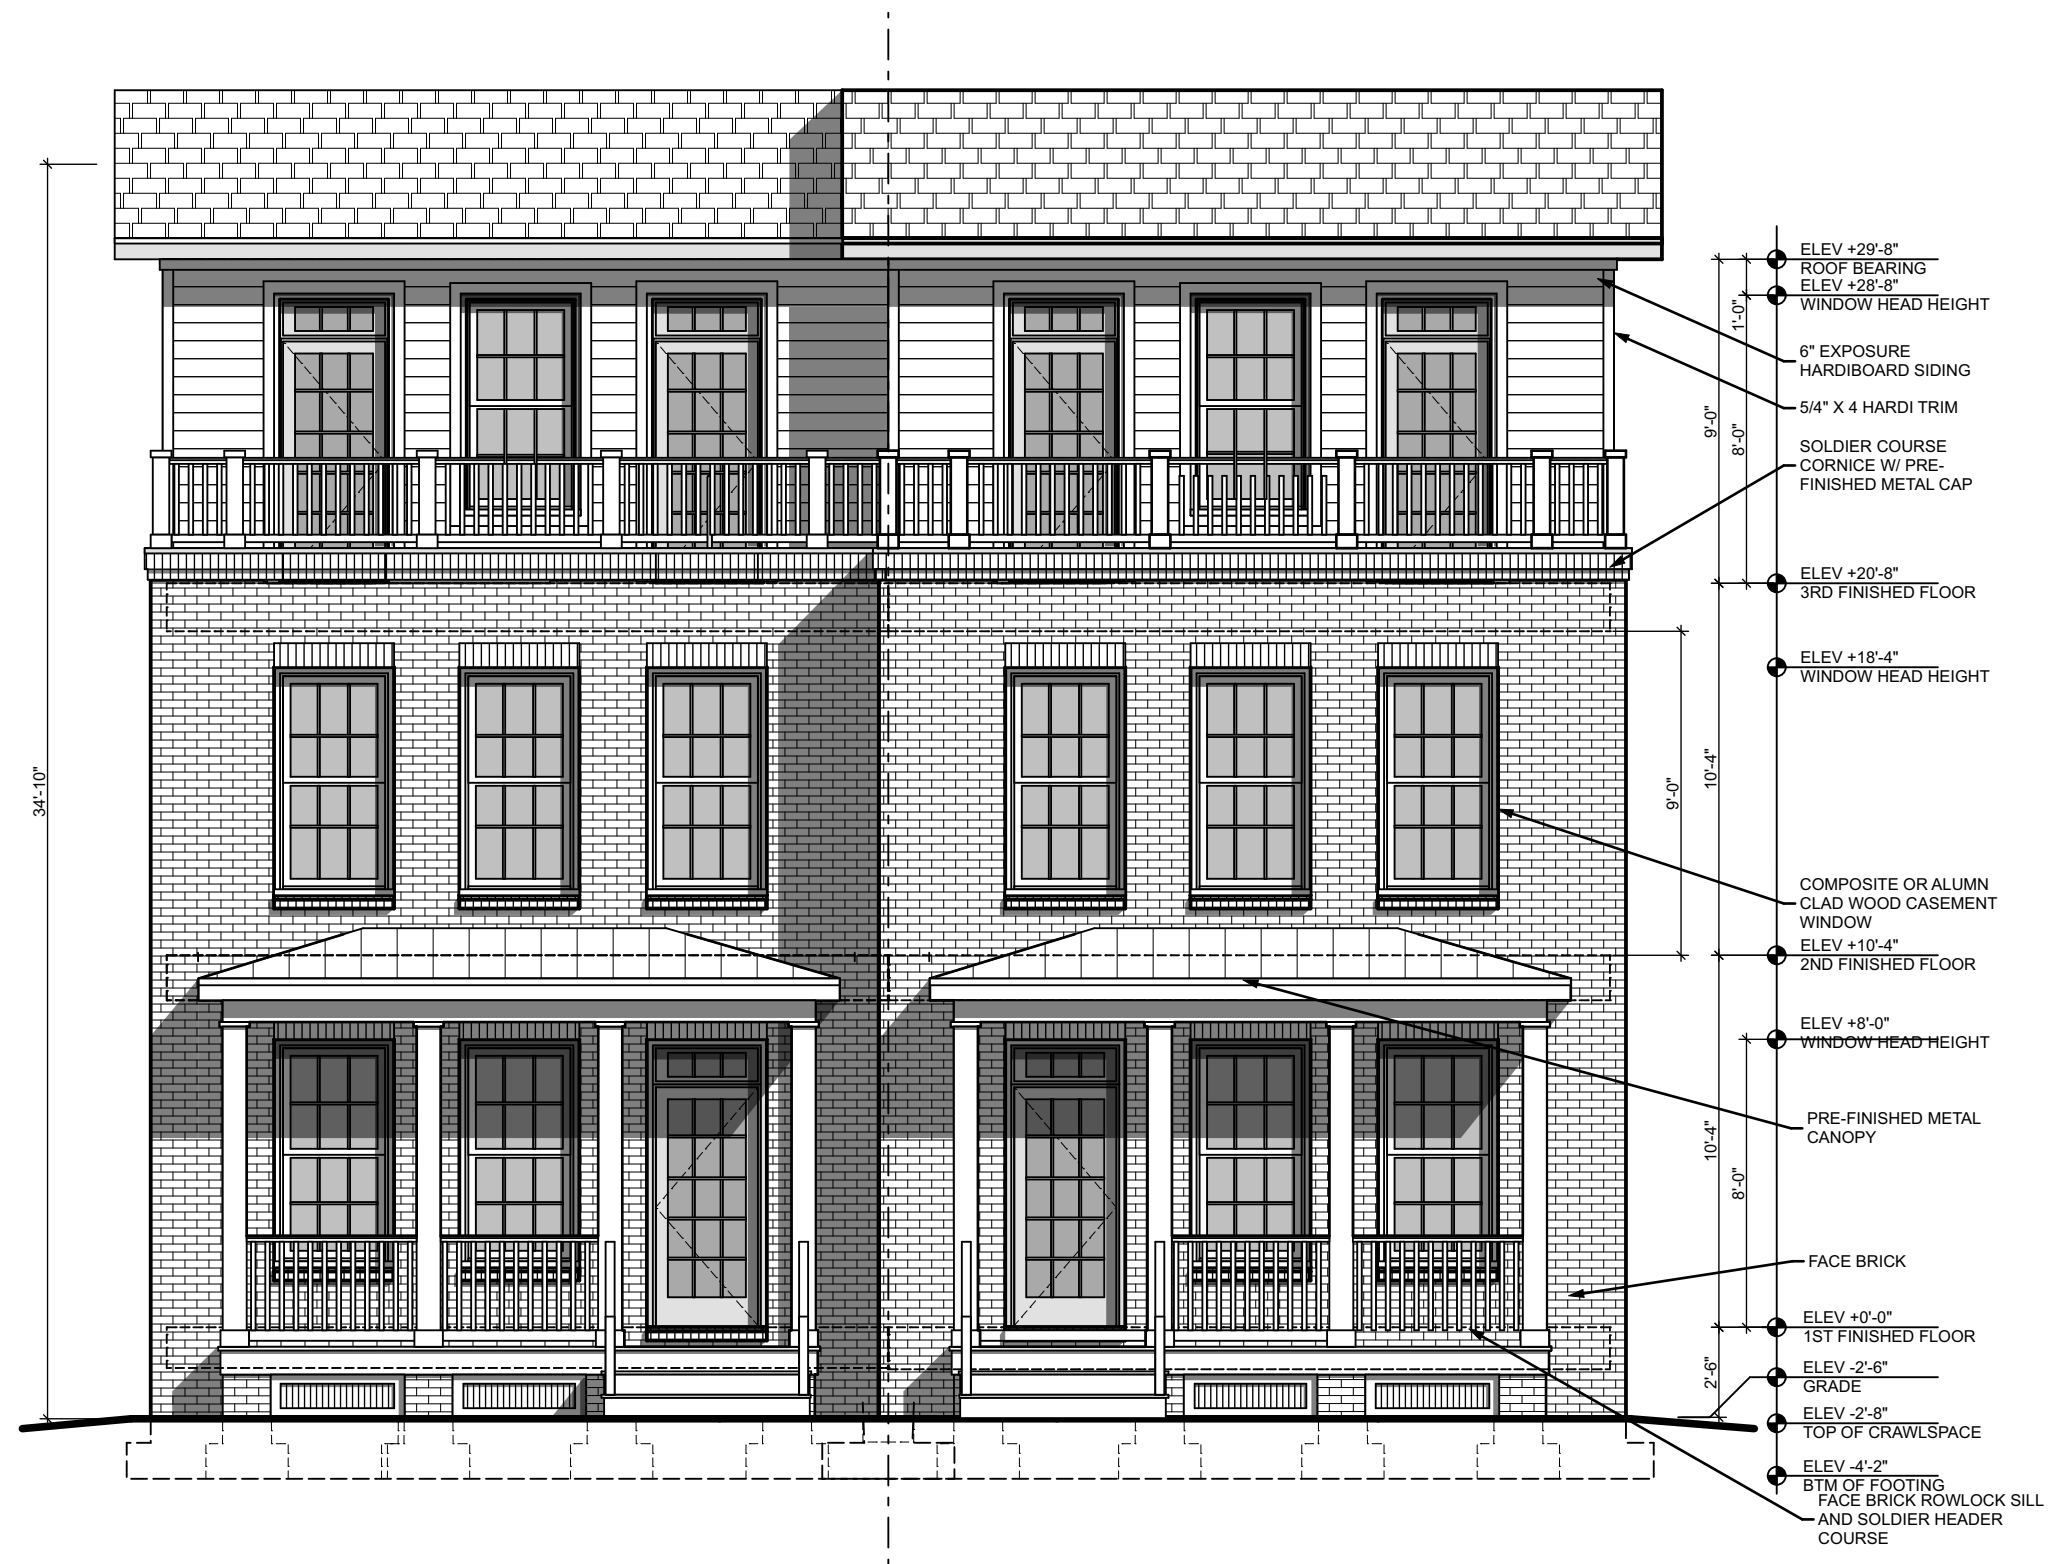 34'-10"
ELEV +29'-8"
ROOF BEARING
ELEV +28'-8"
WINDOW HEAD HEIGHT
1'-0"
6" EXPOSURE
HARDIBOARD SIDING
5/4" X 4 HARDI TRIM
9'-0"
8'-0"
SOLDIER COURSE
CORNICE W/ PRE-
FINISHED METAL CAP
ELEV +20'-8"
3RD FINISHED FLOOR
ELEV +18'-4"
WINDOW HEAD HEIGHT
10'-4"
9'-0"
COMPOSITE OR ALUMN
CLAD WOOD CASEMENT
WINDOW
ELEV +10'-4"
2ND FINISHED FLOOR
ELEV +8'-0"
WINDOW HEAD HEIGHT
PRE-FINISHED METAL
CANOPY
10'-4"
8'-0"
FACE BRICK
ELEV +0'-0"
1ST FINISHED FLOOR
2'-6"
ELEV -2'-6"
GRADE
ELEV -2'-8"
TOP OF CRAWLSPACE
ELEV -4'-2"
BTM OF FOOTING
FACE BRICK ROWLOCK SILL
AND SOLDIER HEADER
COURSE